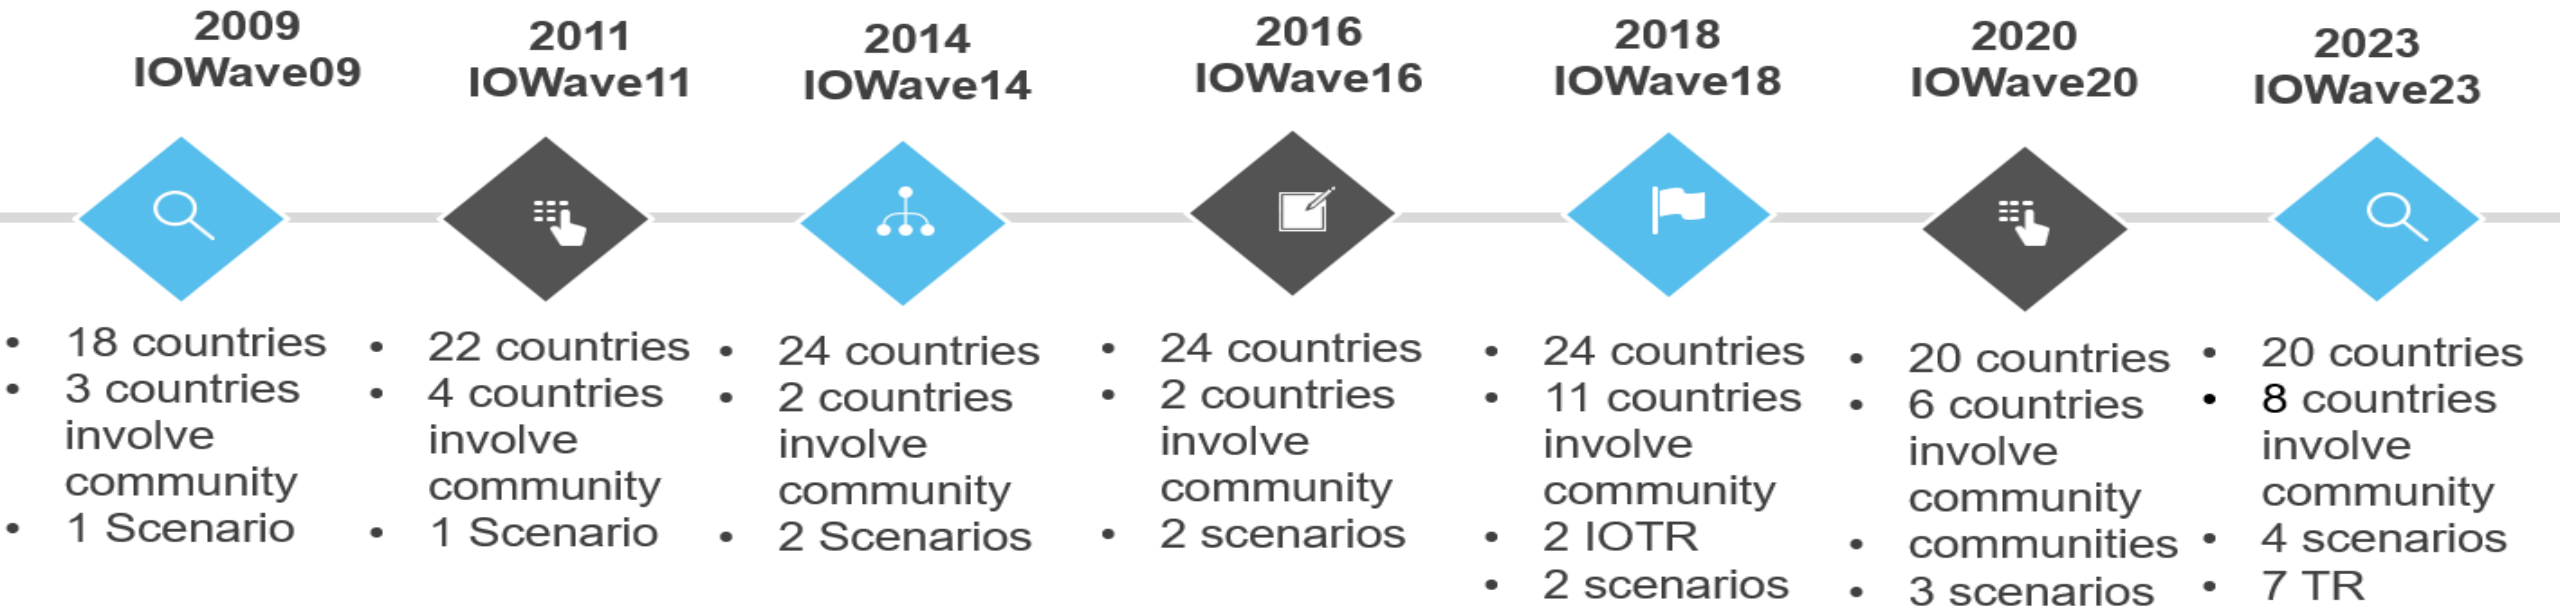 2009
IOWave09
2011
IOWave11
2014
IOWave14
2016
IOWave16
2018
IOWave18
2020
IOWave20
2023
IOWave23
• 18 countries
• 3 countries
involve
community
• 1 Scenario
• 22 countries
• 4 countries
involve
community
• 1 Scenario
• 24 countries
• 2 countries
involve
community
• 2 Scenarios
• 24 countries
• 2 countries
involve
community
• 2 scenarios
• 24 countries
• 11 countries
involve
community
• 2 IOTR
• 2 scenarios
• 20 countries
• 6 countries
involve
community
• communities
• 3 scenarios
• 20 countries
• 8 countries
involve
community
• 4 scenarios
• 7 TR